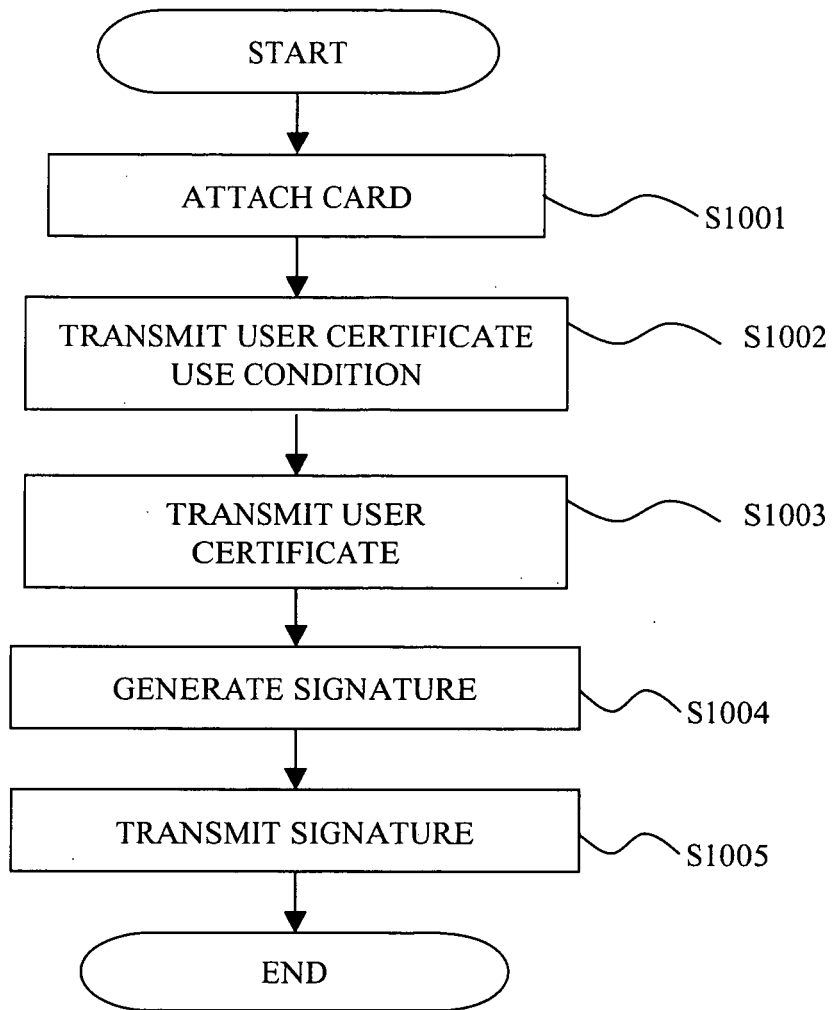 START
ATTACH CARD
S1001
TRANSMIT USER CERTIFICATE
USE CONDITION
S1002
TRANSMIT USER
CERTIFICATE
S1003
GENERATE SIGNATURE
S1004
TRANSMIT SIGNATURE
S1005
END